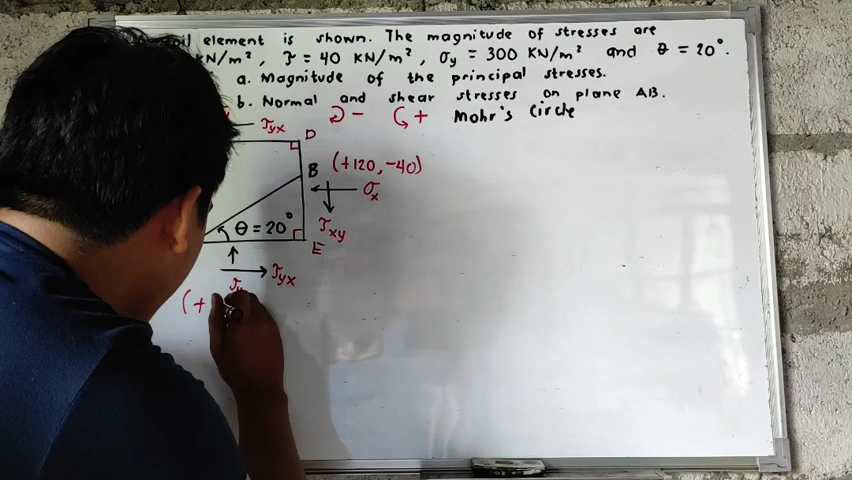 soil element is shown. The magnitude of stresses are
KN/m², τ = 40 KN/m², σy = 300 KN/m² and θ = 20°.
a. Magnitude of the principal stresses.
b. Normal and shear stresses on plane AB.
τyx ↻ - ↺ + Mohr's Circle
D
B (+120, -40)
σx
θ = 20° τxy
E
τyx
σy
(+